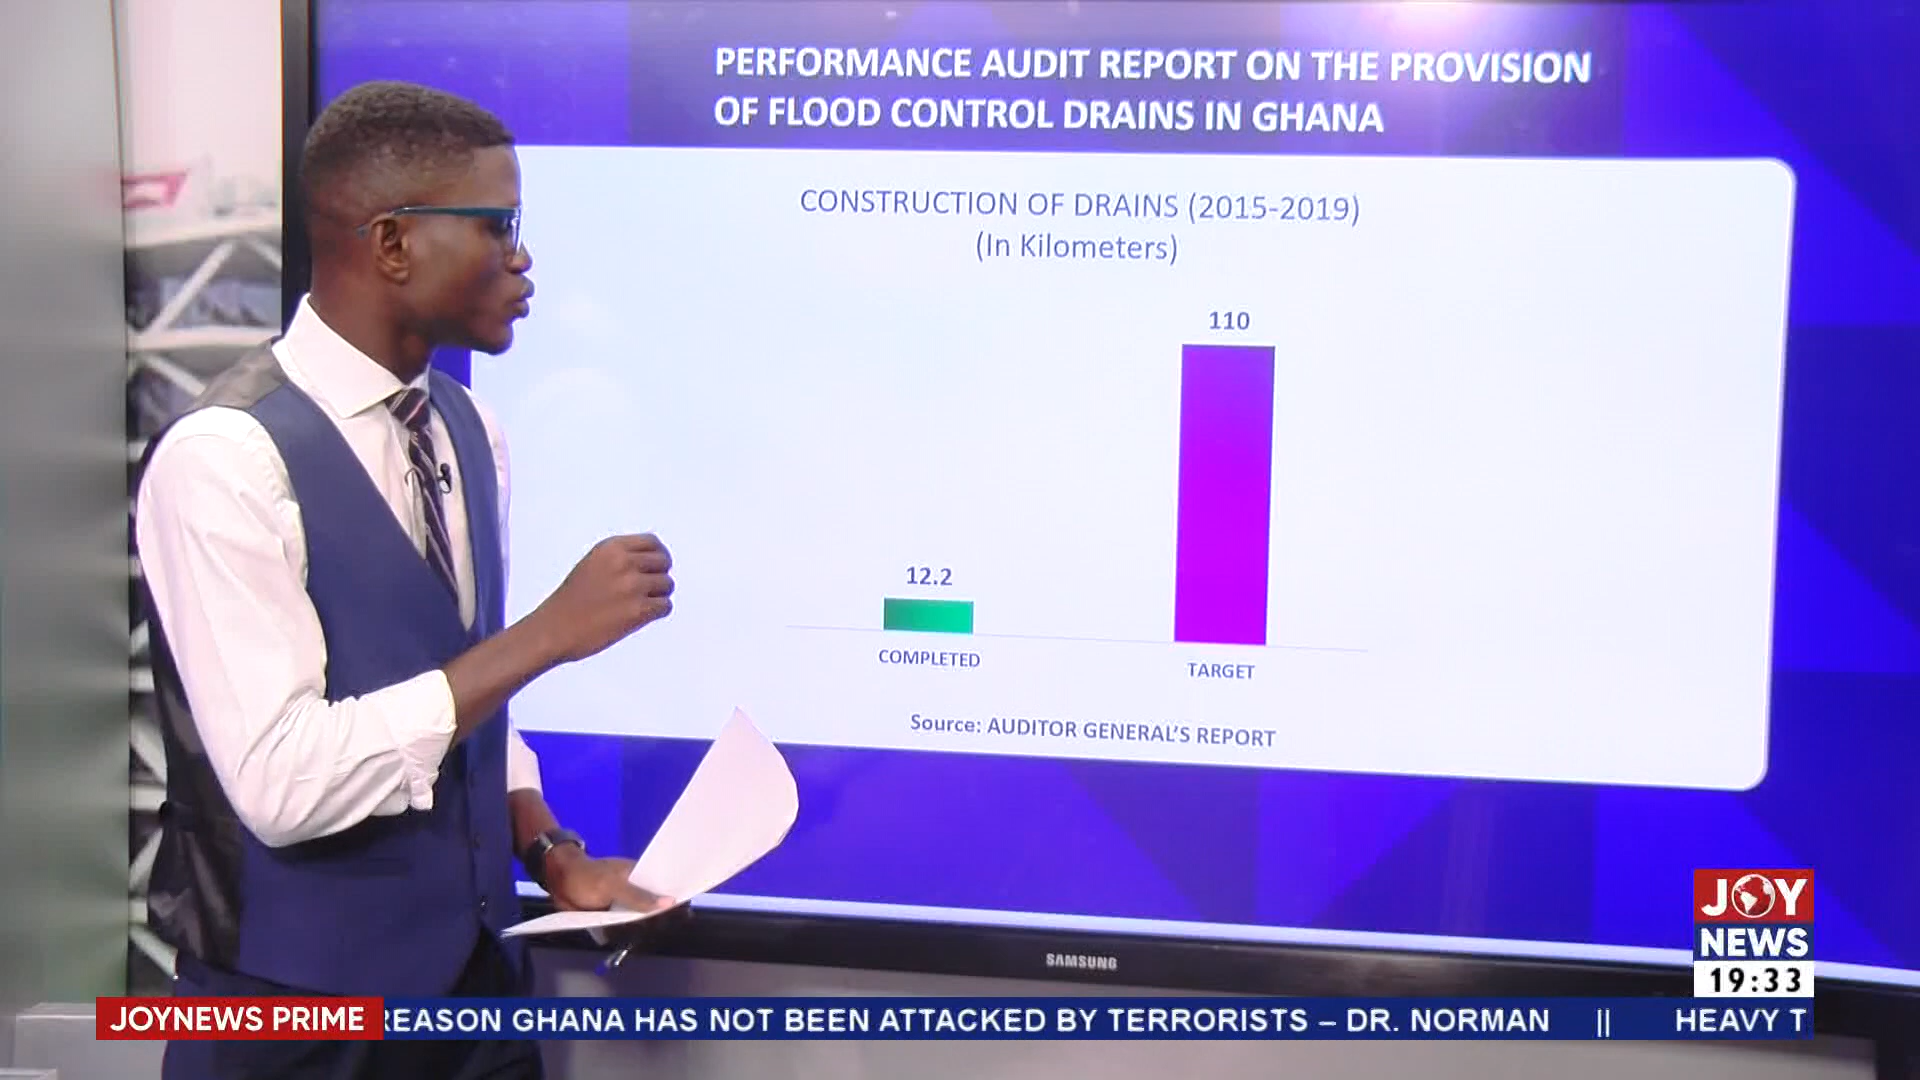 PERFORMANCE AUDIT REPORT ON THE PROVISION
OF FLOOD CONTROL DRAINS IN GHANA
CONSTRUCTION OF DRAINS (2015-2019)
(In Kilometers)
110
12.2
COMPLETED
TARGET
Source: AUDITOR GENERAL'S REPORT
SAMSUNG
JOY
NEWS
19:33
JOYNEWS PRIME
REASON GHANA HAS NOT BEEN ATTACKED BY TERRORISTS – DR. NORMAN || HEAVY T